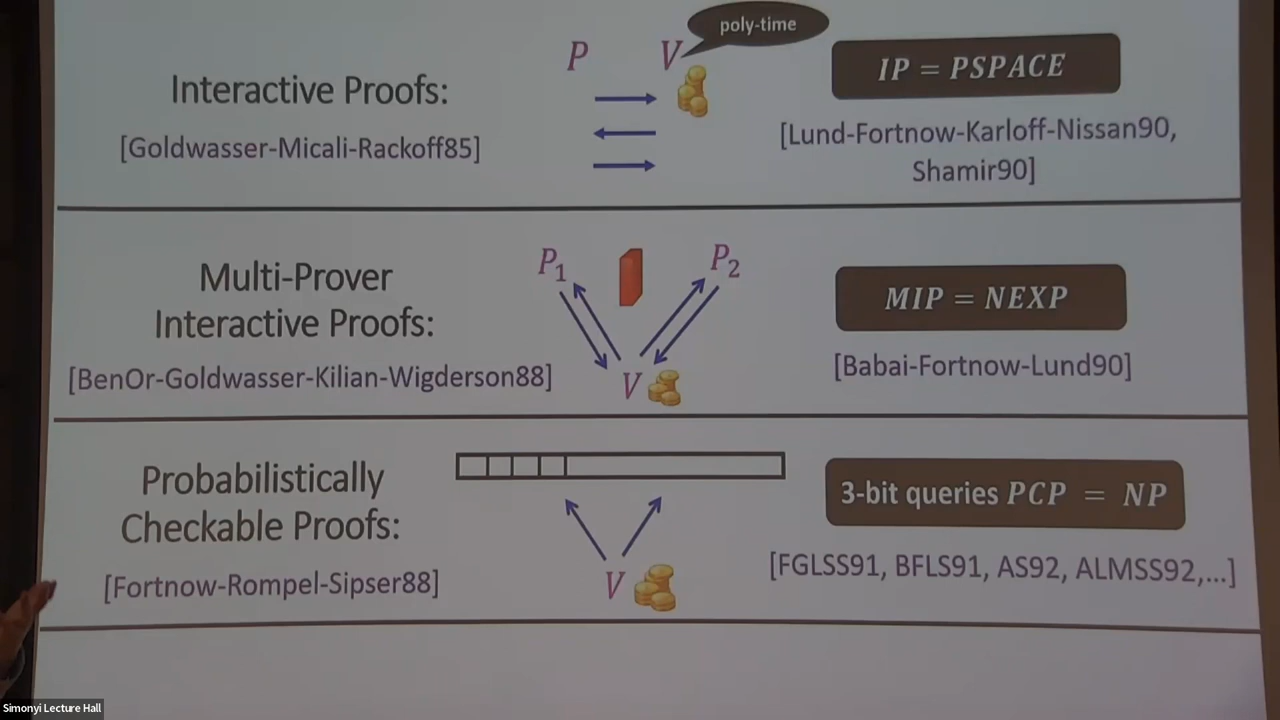 poly-time
P
V
Interactive Proofs:
[Goldwasser-Micali-Rackoff85]
IP = PSPACE
[Lund-Fortnow-Karloff-Nissan90,
Shamir90]
Multi-Prover
Interactive Proofs:
[BenOr-Goldwasser-Kilian-Wigderson88]
P₁
P₂
V
MIP = NEXP
[Babai-Fortnow-Lund90]
Probabilistically
Checkable Proofs:
[Fortnow-Rompel-Sipser88]
V
3-bit queries PCP = NP
[FGLSS91, BFLS91, AS92, ALMSS92,...]
Simonyi Lecture Hall